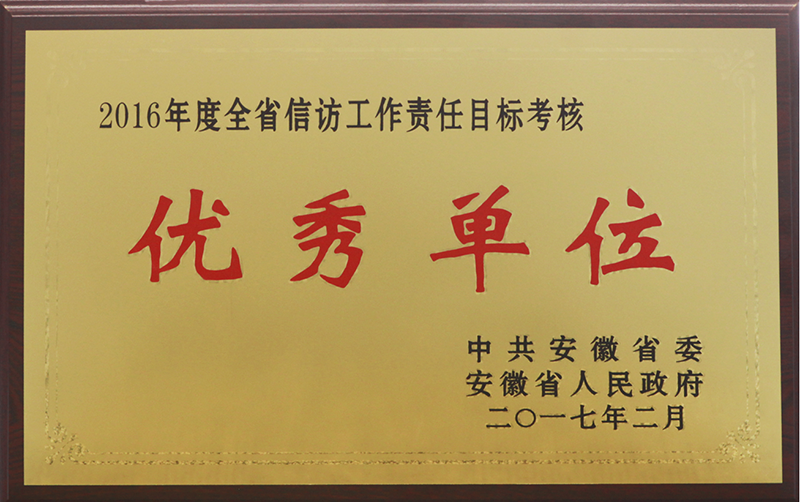 2016年度全省信访工作责任目标考核
优秀单位
中共安徽省委
安徽省人民政府
二〇一七年二月